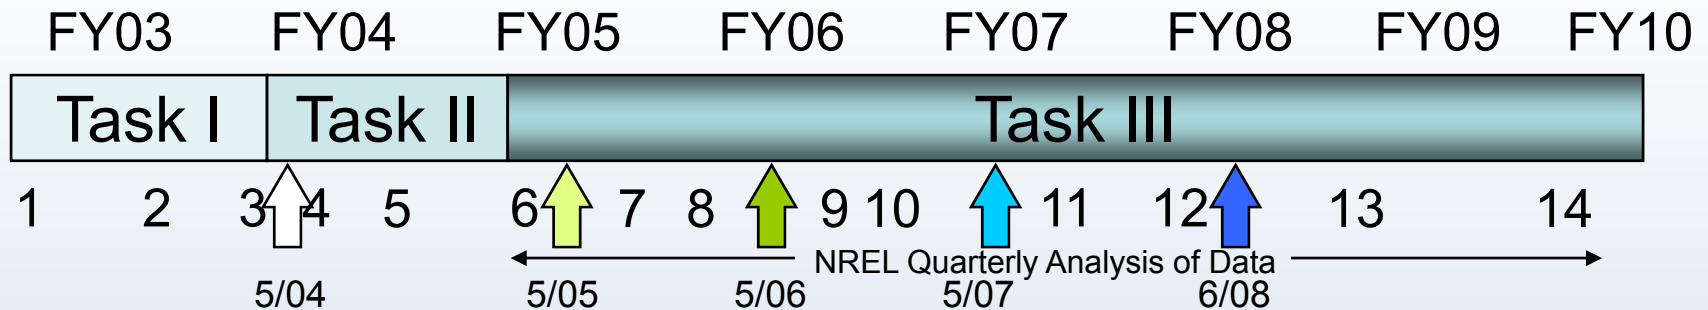 FY03 FY04 FY05 FY06 FY07 FY08 FY09 FY10
Task I Task II Task III
1 2 3 4 5 6 7 8 9 10 11 12 13 14
NREL Quarterly Analysis of Data
5/04 5/05 5/06 5/07 6/08